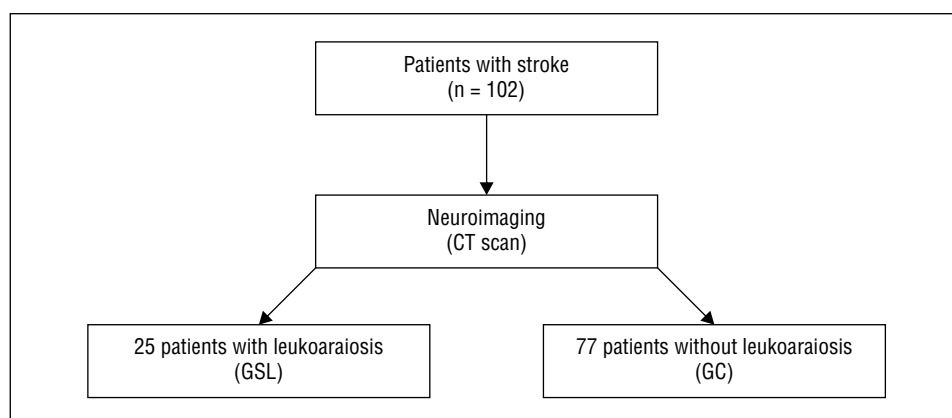 Patients with stroke
(n = 102)
Neuroimaging
(CT scan)
25 patients with leukoaraiosis
(GSL)
77 patients without leukoaraiosis
(GC)